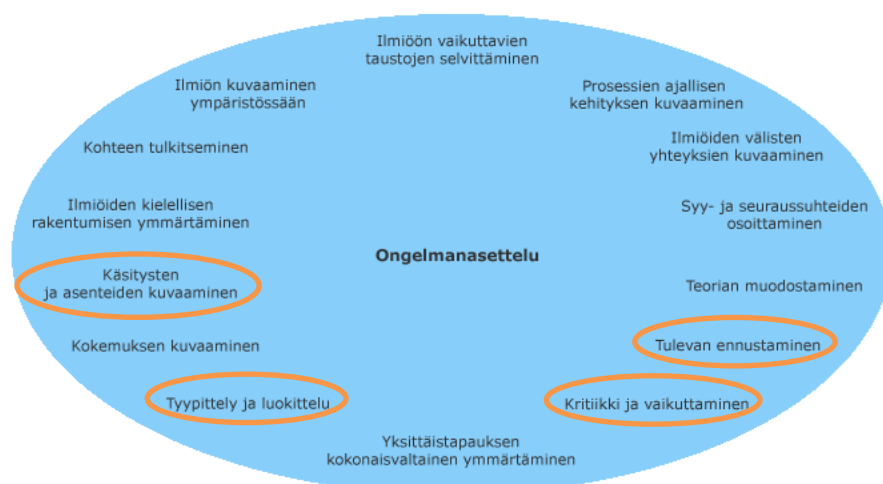 Ilmiöön vaikuttavien
taustojen selvittäminen
Ilmiön kuvaaminen
ympäristössään
Prosessien ajallisen
kehityksen kuvaaminen
Kohteen tulkitseminen
Ilmiöiden välisten
yhteyksien kuvaaminen
Ilmiöiden kielellisen
rakentumisen ymmärtäminen
Syy- ja seuraussuhteiden
osoittaminen
Ongelmanasettelu
Käsitysten
ja asenteiden kuvaaminen
Teorian muodostaminen
Kokemuksen kuvaaminen
Tulevan ennustaminen
Tyypittely ja luokittelu
Kritiikki ja vaikuttaminen
Yksittäistapauksen
kokonaisvaltainen ymmärtäminen